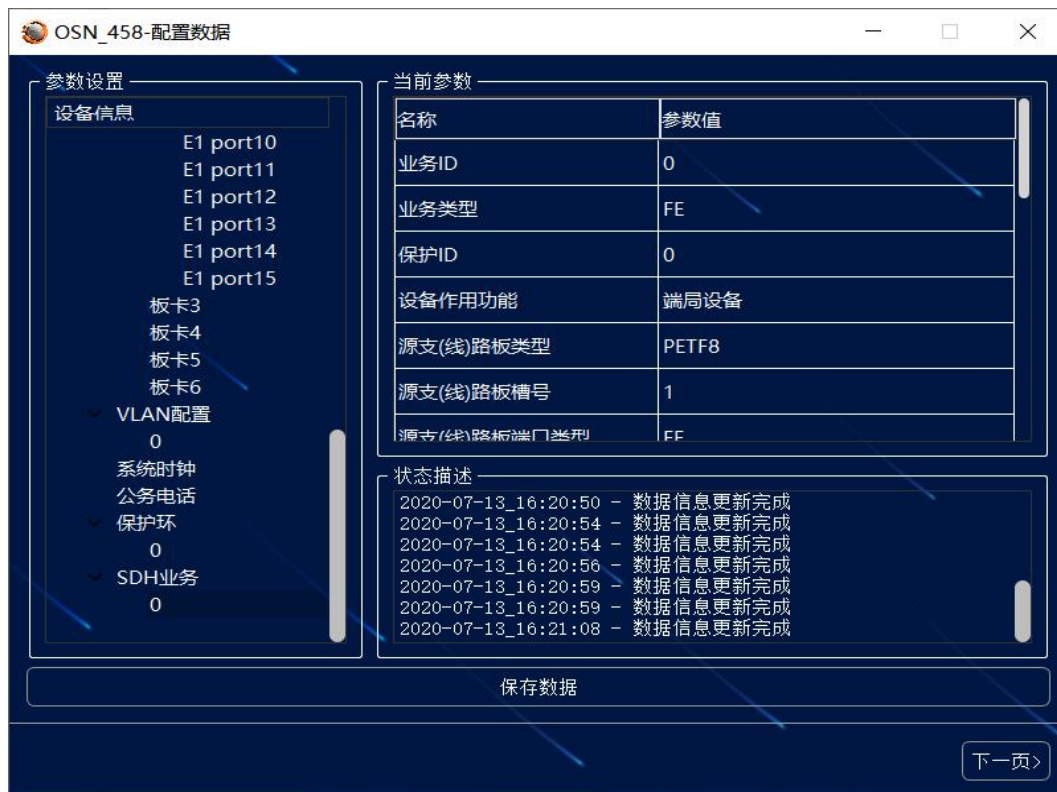 OSN_458-配置数据
参数设置
设备信息
E1 port10
E1 port11
E1 port12
E1 port13
E1 port14
E1 port15
板卡3
板卡4
板卡5
板卡6
VLAN配置
0
系统时钟
公务电话
保护环
0
SDH业务
0
当前参数
名称 参数值
业务ID 0
业务类型 FE
保护ID 0
设备作用功能 端局设备
源支(线)路板类型 PETF8
源支(线)路板槽号 1
源支(线)路板端口类型 FE
状态描述
2020-07-13_16:20:50 - 数据信息更新完成
2020-07-13_16:20:54 - 数据信息更新完成
2020-07-13_16:20:54 - 数据信息更新完成
2020-07-13_16:20:56 - 数据信息更新完成
2020-07-13_16:20:59 - 数据信息更新完成
2020-07-13_16:20:59 - 数据信息更新完成
2020-07-13_16:21:08 - 数据信息更新完成
保存数据
下一页>